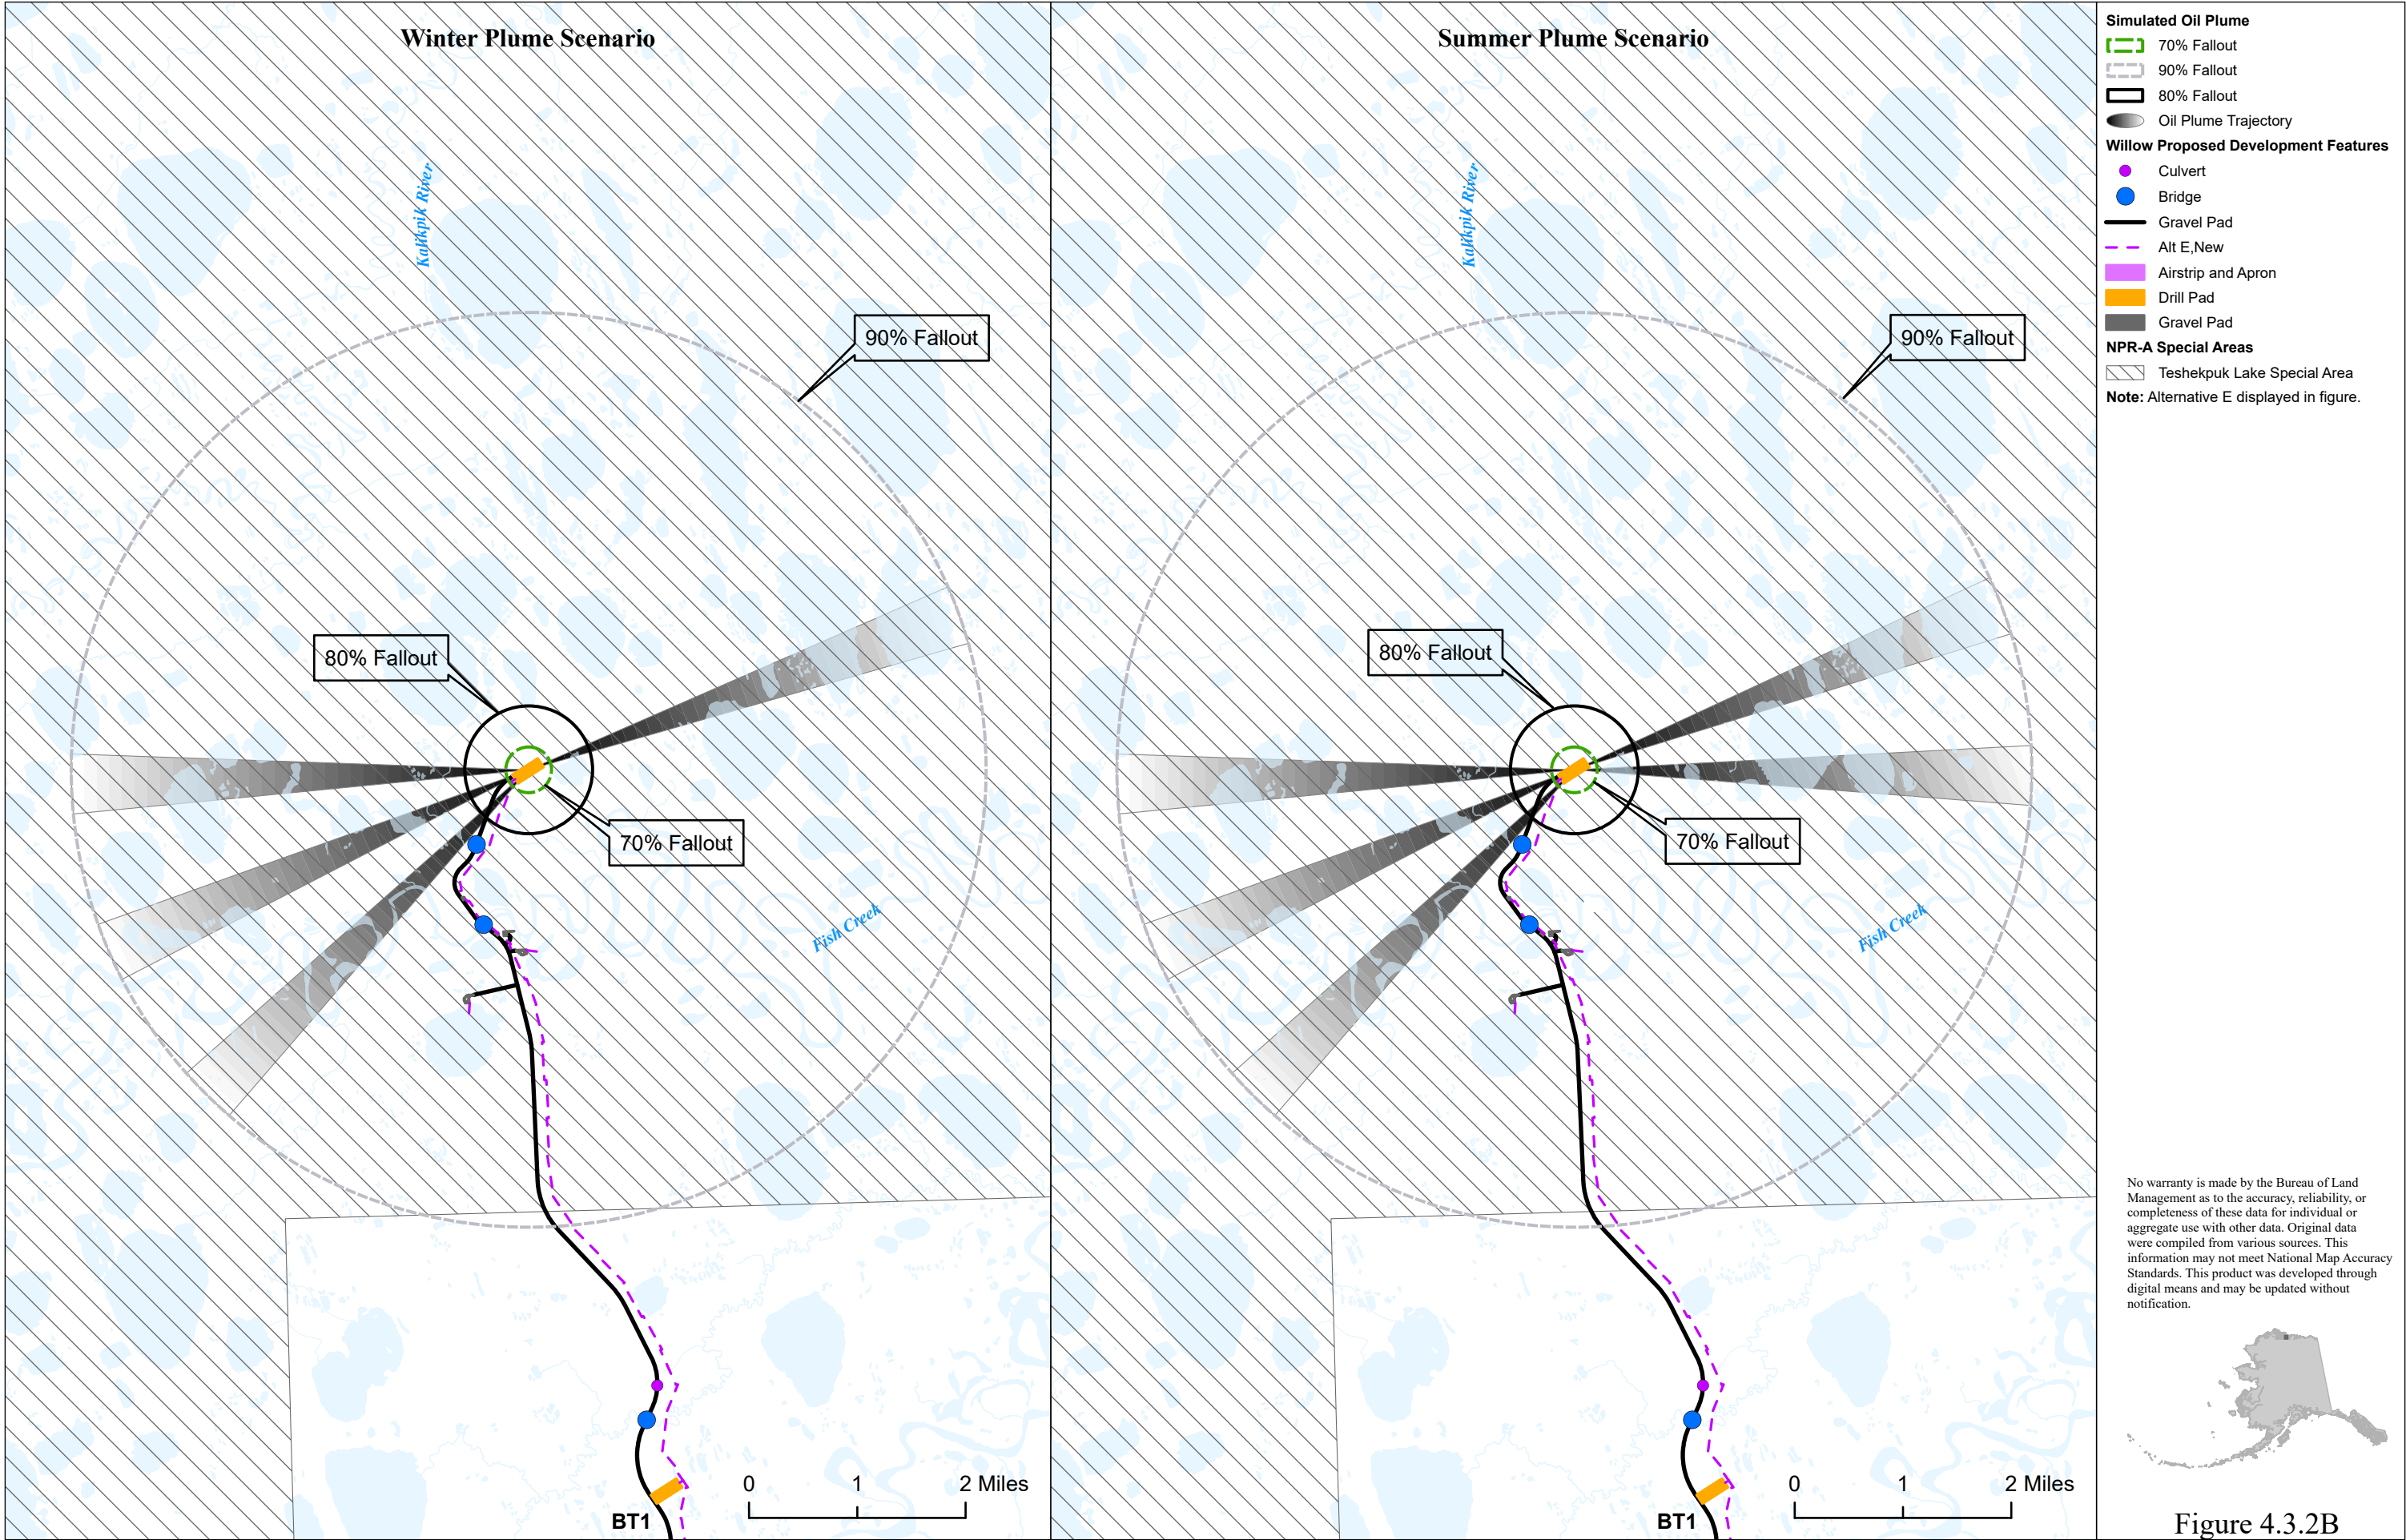 Winter Plume Scenario
Kalikpik River
90% Fallout
80% Fallout
70% Fallout
Fish Creek
0 1 2 Miles
BT1
Summer Plume Scenario
Kalikpik River
90% Fallout
80% Fallout
70% Fallout
Fish Creek
0 1 2 Miles
BT1
Simulated Oil Plume
70% Fallout
90% Fallout
80% Fallout
Oil Plume Trajectory
Willow Proposed Development Features
Culvert
Bridge
Gravel Pad
Alt E,New
Airstrip and Apron
Drill Pad
Gravel Pad
NPR-A Special Areas
Teshekpuk Lake Special Area
Note: Alternative E displayed in figure.
No warranty is made by the Bureau of Land
Management as to the accuracy, reliability, or
completeness of these data for individual or
aggregate use with other data. Original data
were compiled from various sources. This
information may not meet National Map Accuracy
Standards. This product was developed through
digital means and may be updated without
notification.
Figure 4.3.2B